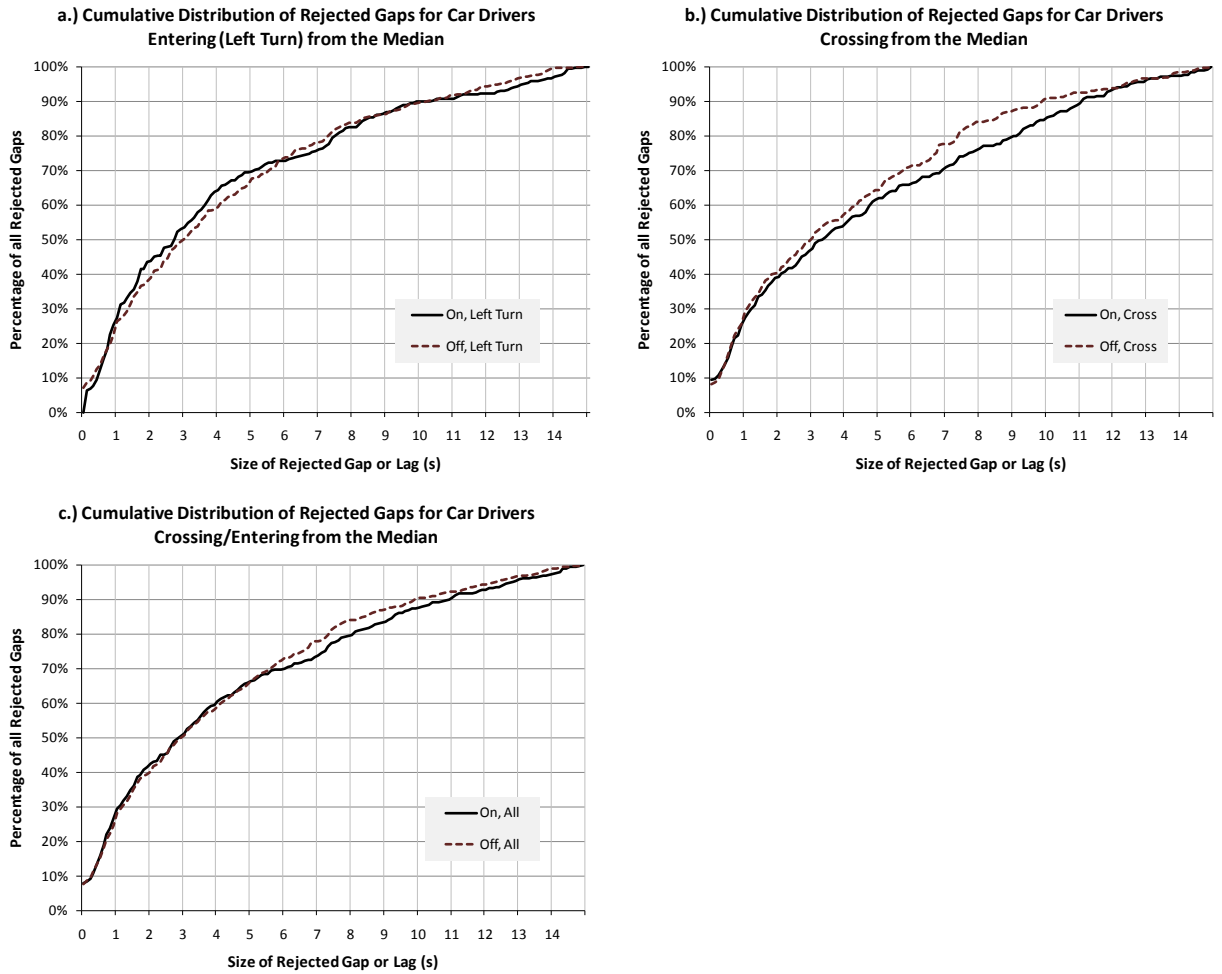 a.) Cumulative Distribution of Rejected Gaps for Car Drivers
Entering (Left Turn) from the Median
Percentage of all Rejected Gaps
100%
90%
80%
70%
60%
50%
40%
30%
20%
10%
0%
On, Left Turn
Off, Left Turn
0 1 2 3 4 5 6 7 8 9 10 11 12 13 14
Size of Rejected Gap or Lag (s)
b.) Cumulative Distribution of Rejected Gaps for Car Drivers
Crossing from the Median
Percentage of all Rejected Gaps
100%
90%
80%
70%
60%
50%
40%
30%
20%
10%
0%
On, Cross
Off, Cross
0 1 2 3 4 5 6 7 8 9 10 11 12 13 14
Size of Rejected Gap or Lag (s)
c.) Cumulative Distribution of Rejected Gaps for Car Drivers
Crossing/Entering from the Median
Percentage of all Rejected Gaps
100%
90%
80%
70%
60%
50%
40%
30%
20%
10%
0%
On, All
Off, All
0 1 2 3 4 5 6 7 8 9 10 11 12 13 14
Size of Rejected Gap or Lag (s)